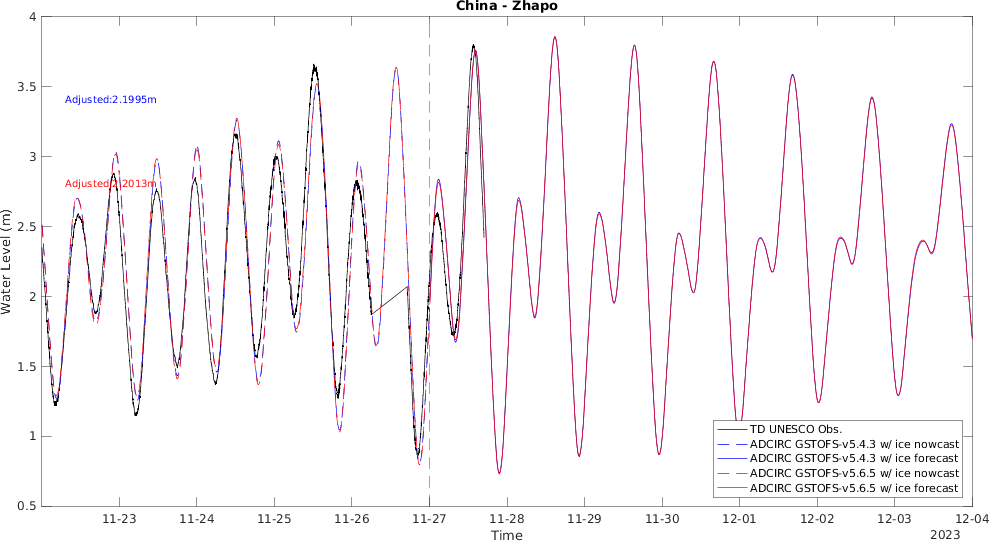 China - Zhapo
Water Level (m)
4
3.5
3
2.5
2
1.5
1
0.5
Adjusted:2.1995m
Adjusted:2.2013m
TD UNESCO Obs.
ADCIRC GSTOFS-v5.4.3 w/ ice nowcast
ADCIRC GSTOFS-v5.4.3 w/ ice forecast
ADCIRC GSTOFS-v5.6.5 w/ ice nowcast
ADCIRC GSTOFS-v5.6.5 w/ ice forecast
11-23 11-24 11-25 11-26 11-27 11-28 11-29 11-30 12-01 12-02 12-03 12-04
Time
2023